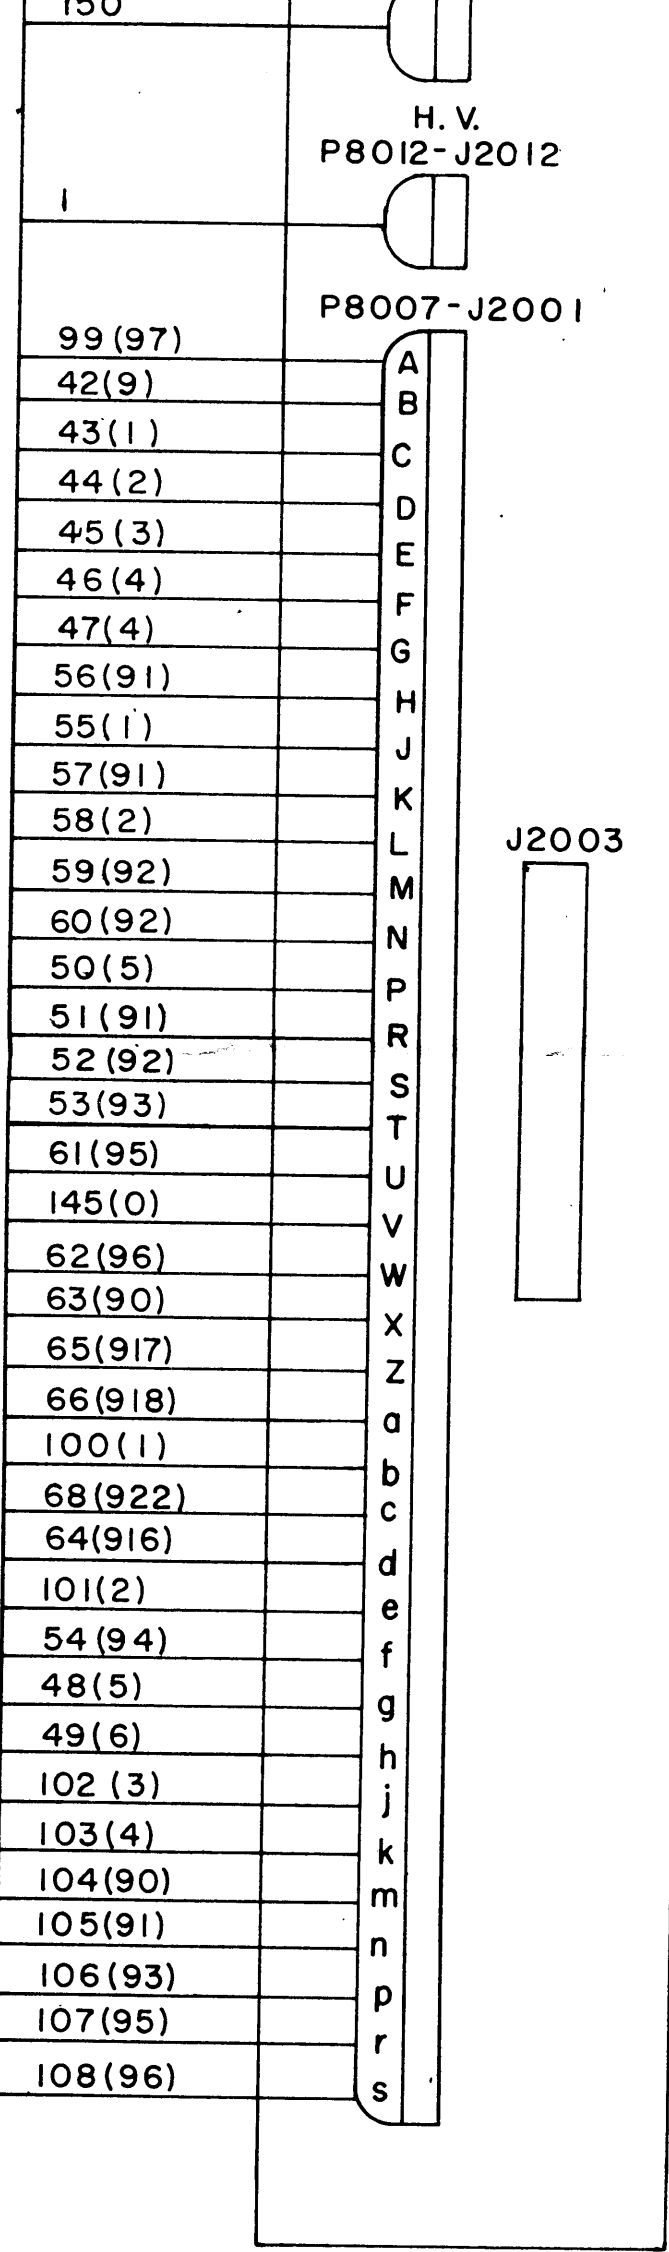 150
H. V.
P8012-J2012
1
P8007-J2001
99(97) A
42(9) B
43(1) C
44(2) D
45(3) E
46(4) F
47(4) G
56(91) H
55(1) J
57(91) K
58(2) L
J2003
59(92) M
60(92) N
50(5) P
51(91) R
52(92) S
53(93) T
61(95) U
145(0) V
62(96) W
63(90) X
65(917) Z
66(918) a
100(1) b
68(922) c
64(916) d
101(2) e
54(94) f
48(5) g
49(6) h
102 (3) j
103(4) k
104(90) m
105(91) n
106(93) p
107(95) r
108(96) s